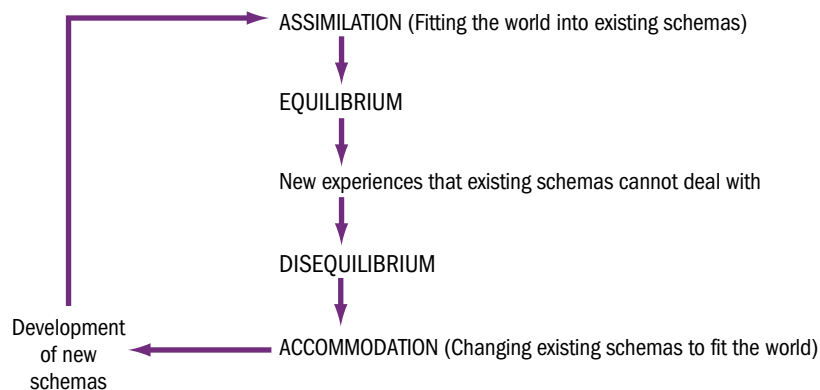 ASSIMILATION (Fitting the world into existing schemas)
EQUILIBRIUM
New experiences that existing schemas cannot deal with
DISEQUILIBRIUM
ACCOMMODATION (Changing existing schemas to fit the world)
Development
of new
schemas